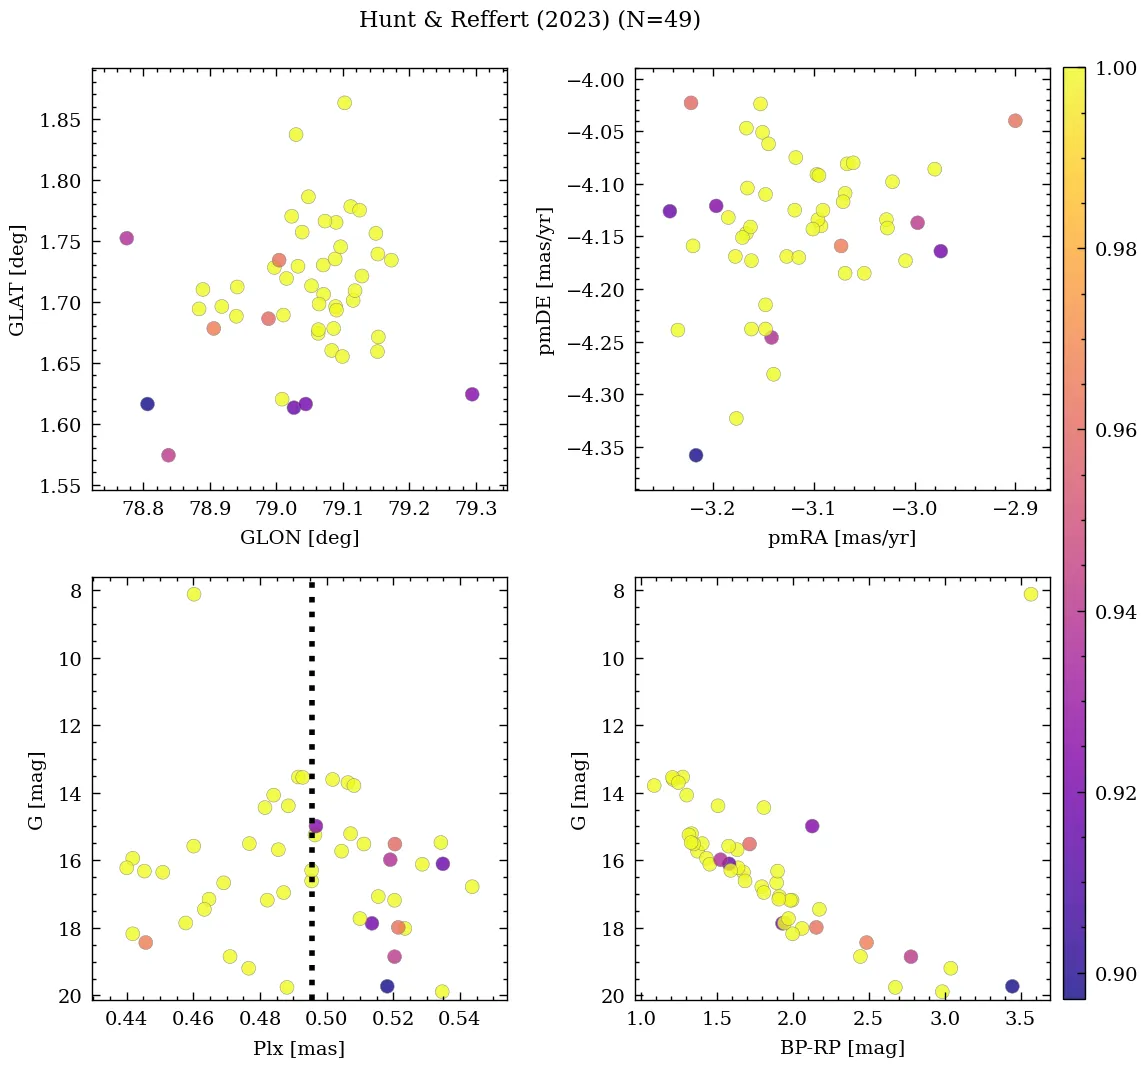 Hunt & Reffert (2023) (N=49)
1.85
1.80
1.75
1.70
1.65
1.60
1.55
GLAT [deg]
78.8 78.9 79.0 79.1 79.2 79.3
GLON [deg]
−4.00
−4.05
−4.10
−4.15
−4.20
−4.25
−4.30
−4.35
pmDE [mas/yr]
−3.2 −3.1 −3.0 −2.9
pmRA [mas/yr]
1.00
0.98
0.96
0.94
0.92
0.90
8
10
12
14
16
18
20
G [mag]
0.44 0.46 0.48 0.50 0.52 0.54
Plx [mas]
8
10
12
14
16
18
20
G [mag]
1.0 1.5 2.0 2.5 3.0 3.5
BP-RP [mag]